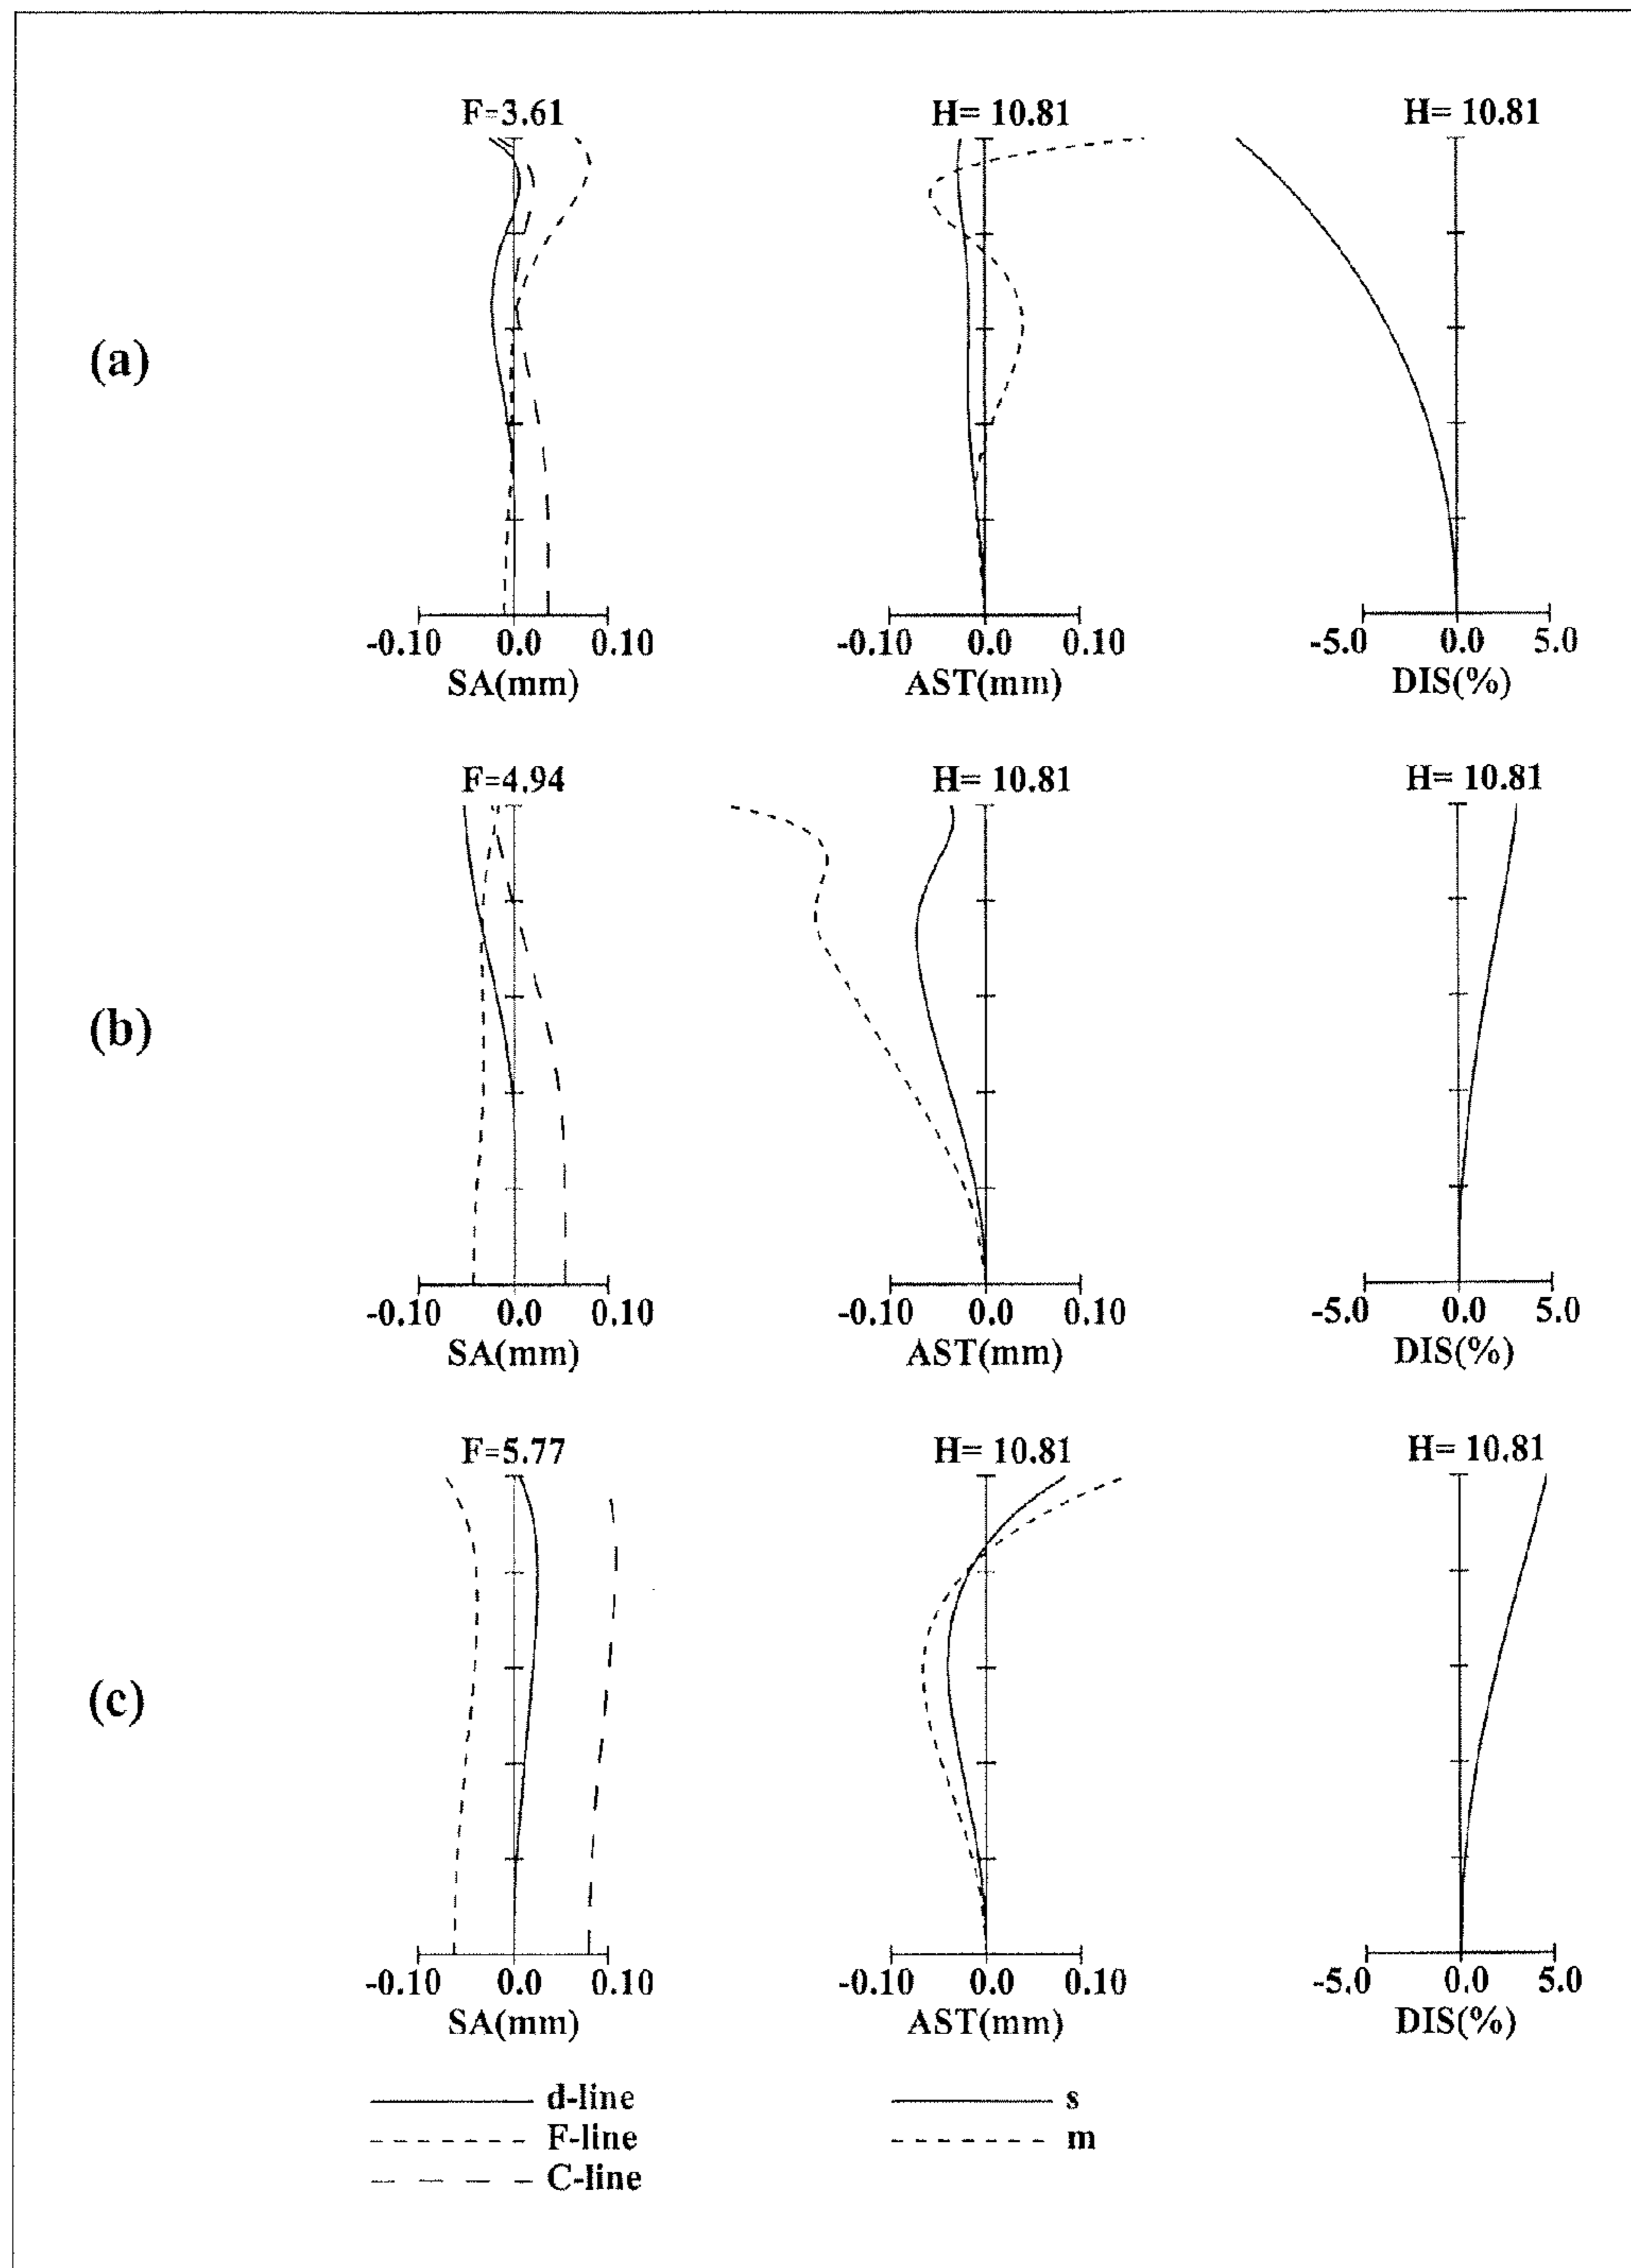 F=3.61 H= 10.81 H= 10.81
(a)
-0.10 0.0 0.10 -0.10 0.0 0.10 -5.0 0.0 5.0
SA(mm) AST(mm) DIS(%)
F=4.94 H= 10.81 H= 10.81
(b)
-0.10 0.0 0.10 -0.10 0.0 0.10 -5.0 0.0 5.0
SA(mm) AST(mm) DIS(%)
F=5.77 H= 10.81 H= 10.81
(c)
-0.10 0.0 0.10 -0.10 0.0 0.10 -5.0 0.0 5.0
SA(mm) AST(mm) DIS(%)
d-line s
F-line m
C-line